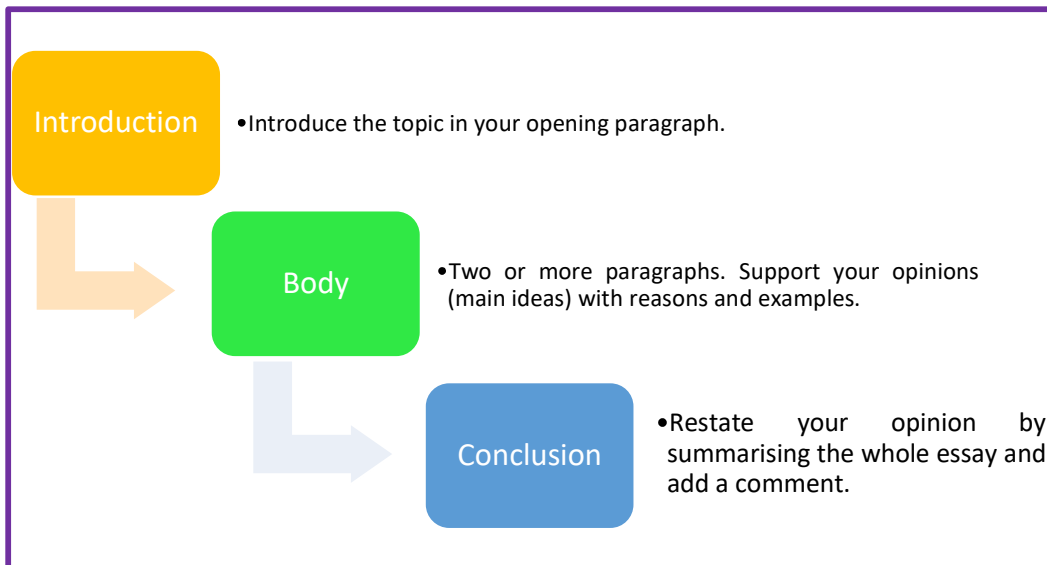 Introduction
•Introduce the topic in your opening paragraph.
Body
•Two or more paragraphs. Support your opinions
(main ideas) with reasons and examples.
Conclusion
•Restate your opinion by
summarising the whole essay and
add a comment.